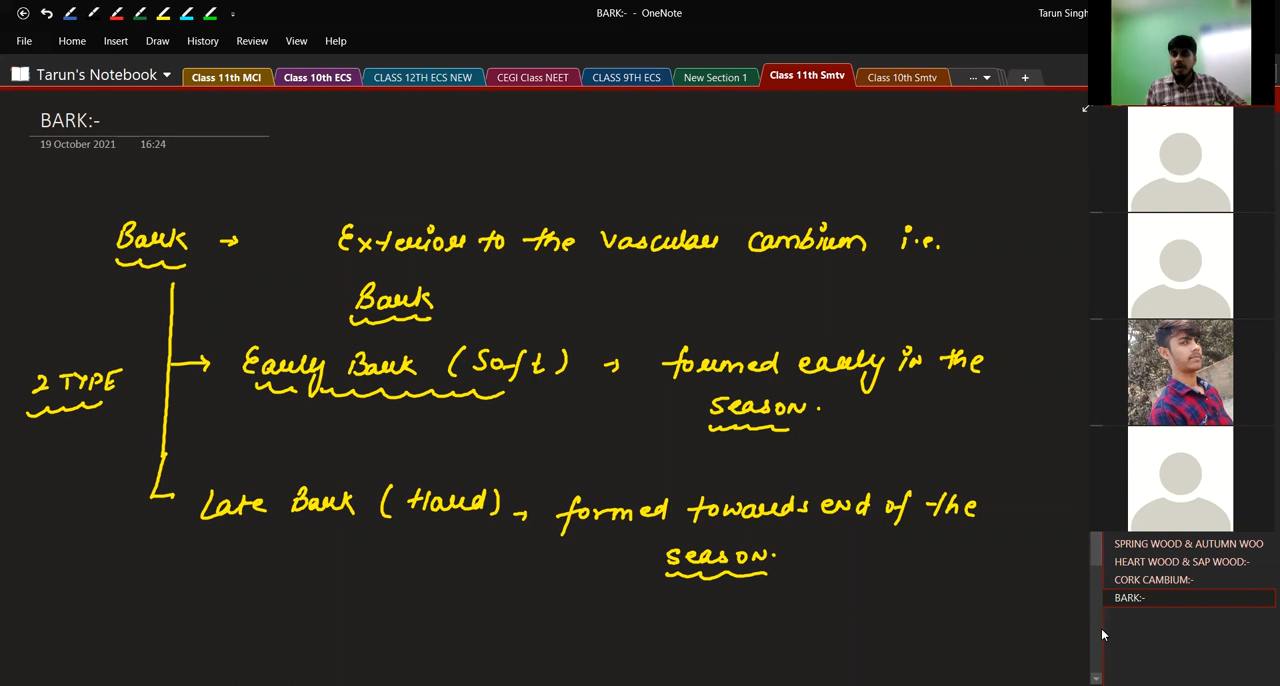 BARK:- - OneNote
Tarun Singh
File Home Insert Draw History Review View Help
Tarun's Notebook
Class 11th MCI Class 10th ECS CLASS 12TH ECS NEW CEGI Class NEET CLASS 9TH ECS New Section 1 Class 11th Smtv Class 10th Smtv ... +
BARK:-
19 October 2021 16:24
Bark → Exterior to the vascular cambium i.e.
Bark
2 TYPE
Early Bark (Soft) → formed early in the
season.
Late Bark (Hard) → formed towards end of the
season.
SPRING WOOD & AUTUMN WOO
HEART WOOD & SAP WOOD:-
CORK CAMBIUM:-
BARK:-